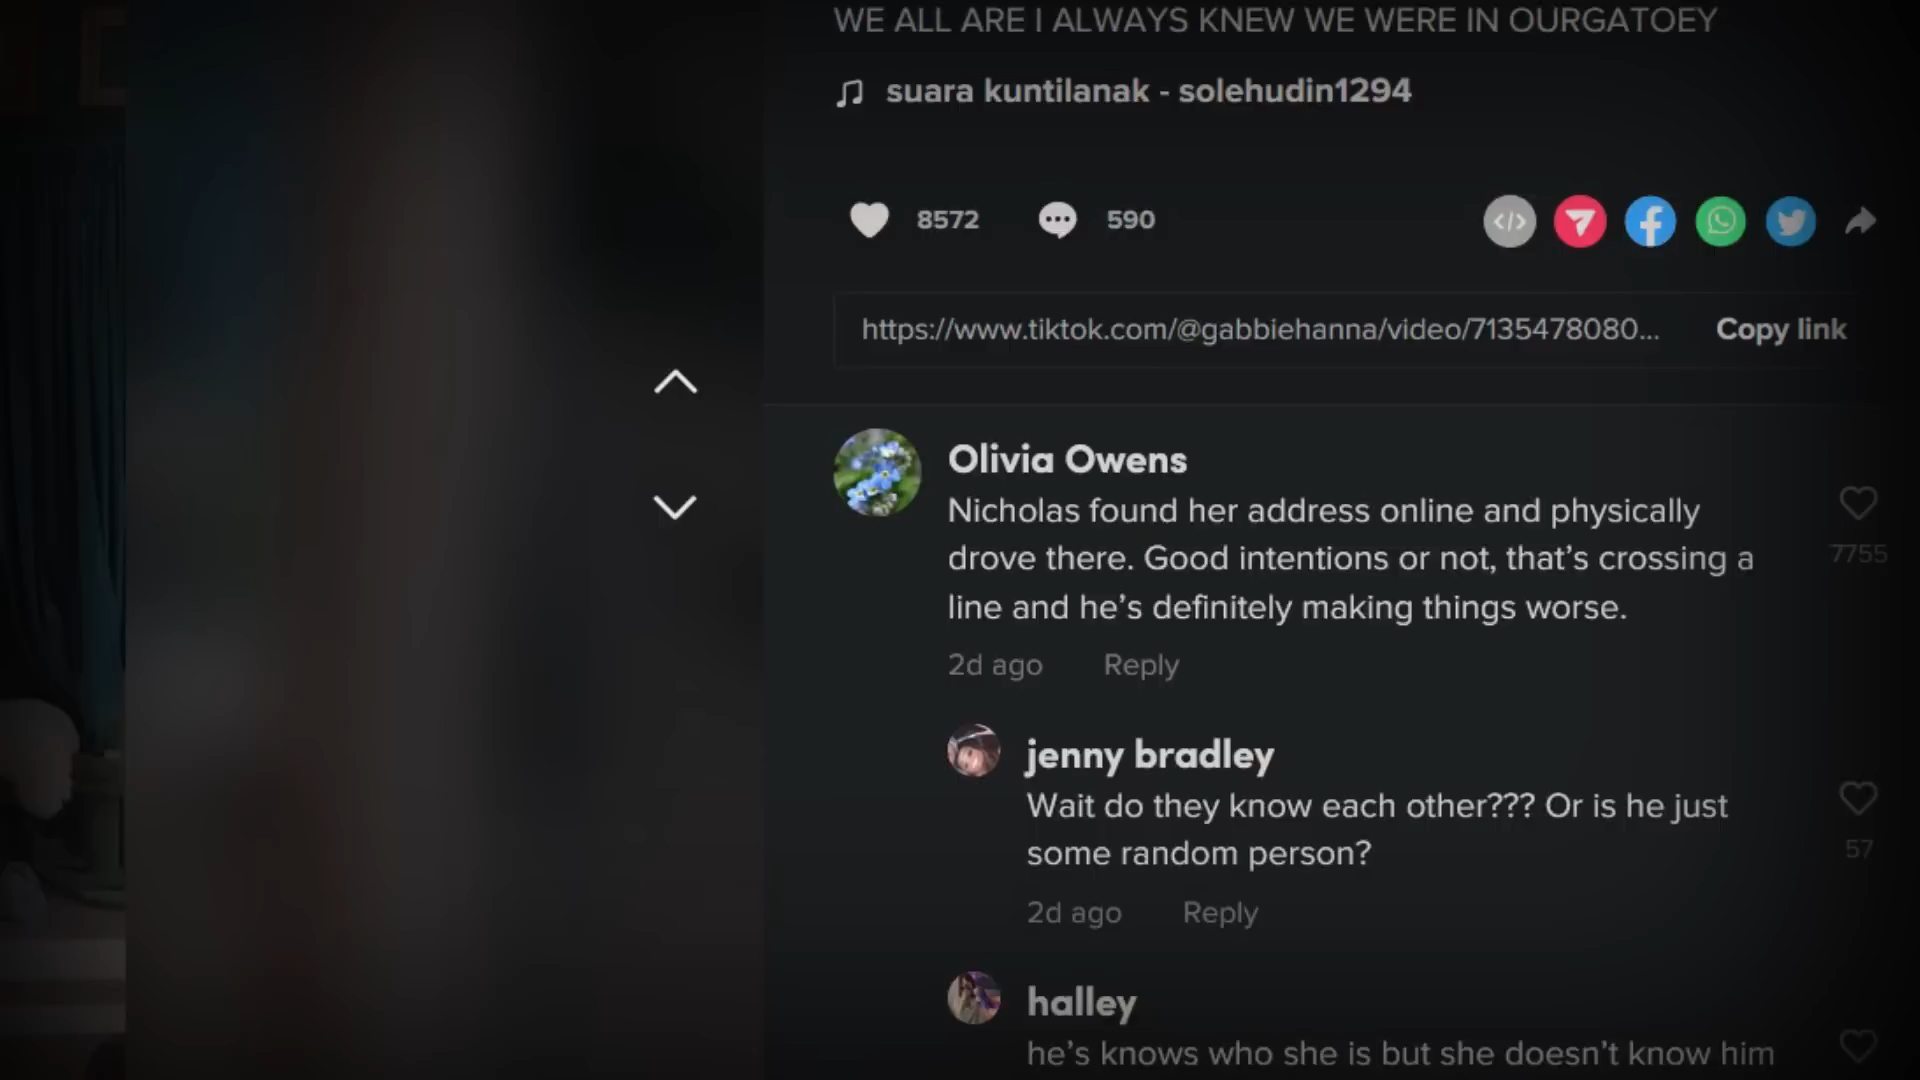 WE ALL ARE I ALWAYS KNEW WE WERE IN OURGATOEY
suara kuntilanak - solehudin1294
8572
590
https://www.tiktok.com/@gabbiehanna/video/7135478080...
Copy link
Olivia Owens
Nicholas found her address online and physically
drove there. Good intentions or not, that's crossing a
line and he's definitely making things worse.
7755
2d ago
Reply
jenny bradley
Wait do they know each other??? Or is he just
some random person?
57
2d ago
Reply
halley
he's knows who she is but she doesn't know him